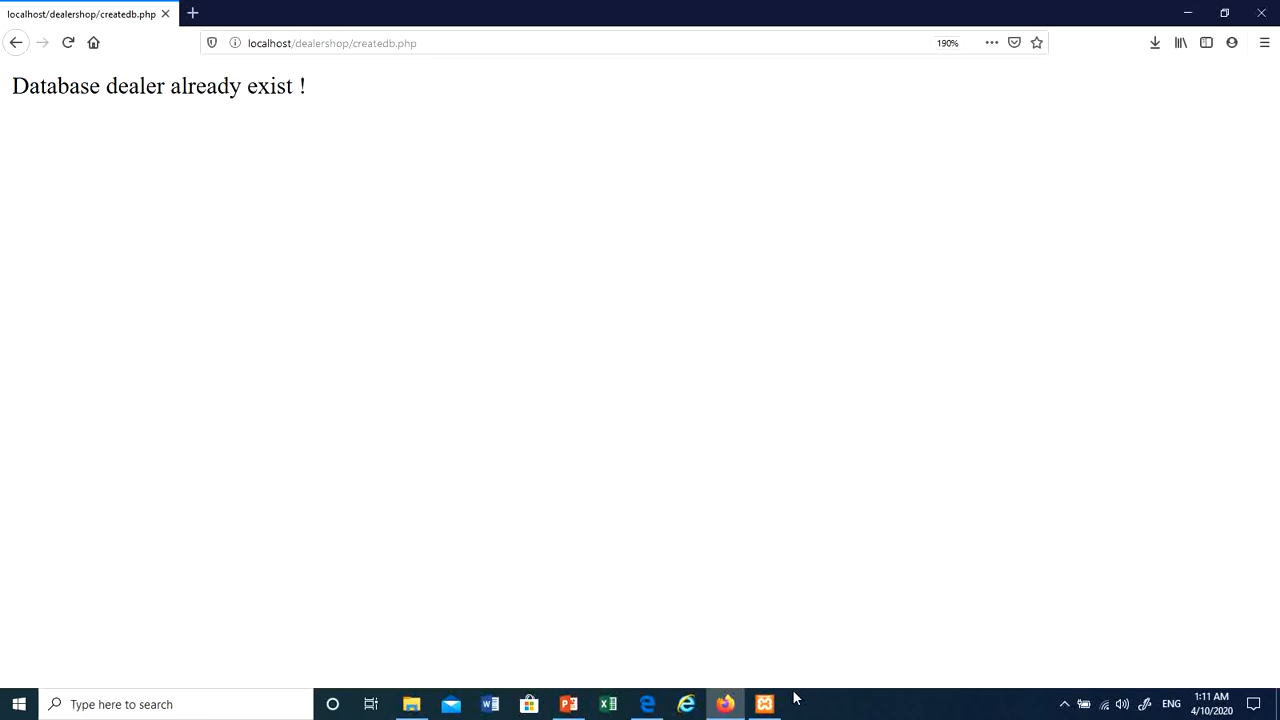 localhost/dealershop/createdb.php
localhost/dealershop/createdb.php
190%
Database dealer already exist !
Type here to search
ENG
1:11 AM
4/10/2020